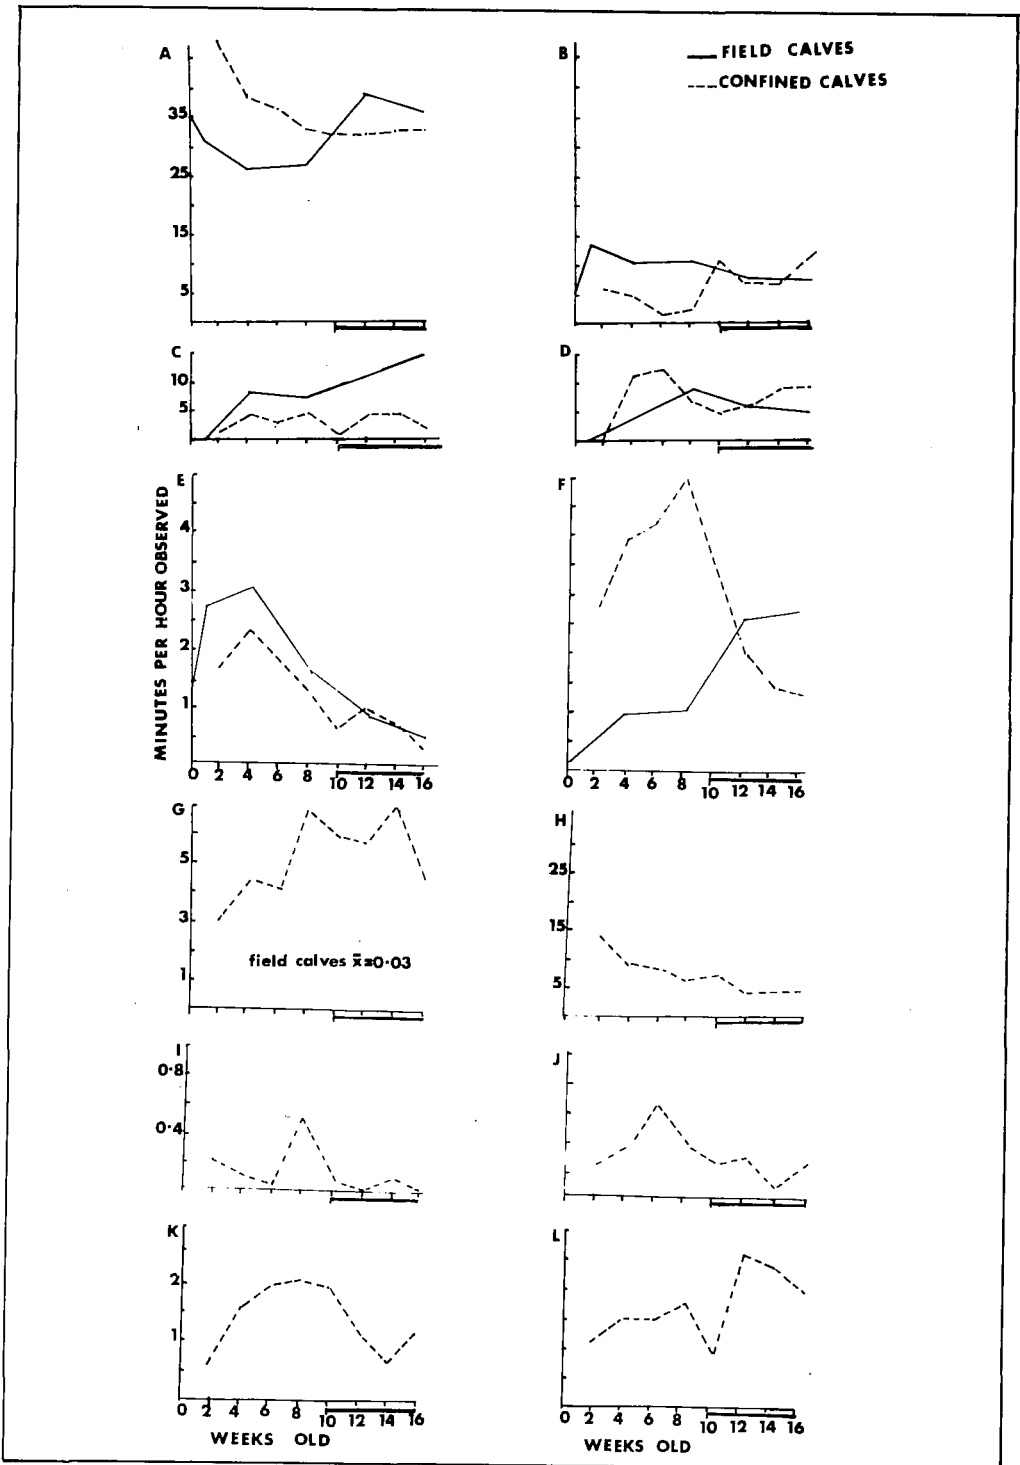 A
35
25
15
5
B
FIELD CALVES
CONFINED CALVES
C
10
5
D
MINUTES PER HOUR OBSERVED
E
4
3
2
1
0 2 4 6 8 10 12 14 16
F
0 2 4 6 8 10 12 14 16
G
5
3
1
field calves x̄=0·03
H
25
15
5
I
0·8
0·4
J
K
2
1
0 2 4 6 8 10 12 14 16
WEEKS OLD
L
0 2 4 6 8 10 12 14 16
WEEKS OLD